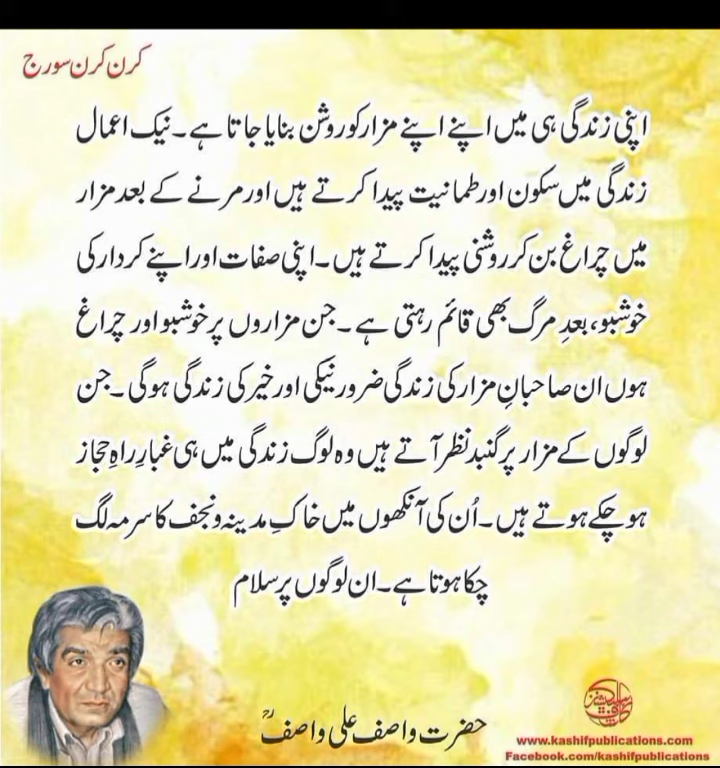 کرن کرن سورج
اپنی زندگی ہی میں اپنے اپنے مزار کو روشن بنایا جاتا ہے۔ نیک اعمال
زندگی میں سکون اور طمانیت پیدا کرتے ہیں اور مرنے کے بعد مزار
میں چراغ بن کر روشنی پیدا کرتے ہیں۔ اپنی صفات اور اپنے کردار کی
خوشبو، بعدِ مرگ بھی قائم رہتی ہے۔ جن مزاروں پر خوشبو اور چراغ
ہوں ان صاحبانِ مزار کی زندگی ضرور نیکی اور خیر کی زندگی ہوگی۔ جن
لوگوں کے مزار پر گنبد نظر آتے ہیں وہ لوگ زندگی میں ہی غبارِ راہِ حجاز
ہو چکے ہوتے ہیں۔ اُن کی آنکھوں میں خاکِ مدینہ و نجف کا سرمہ لگ
چکا ہوتا ہے۔ ان لوگوں پر سلام
حضرت واصف علی واصفؒ
www.kashifpublications.com
Facebook.com/kashifpublications